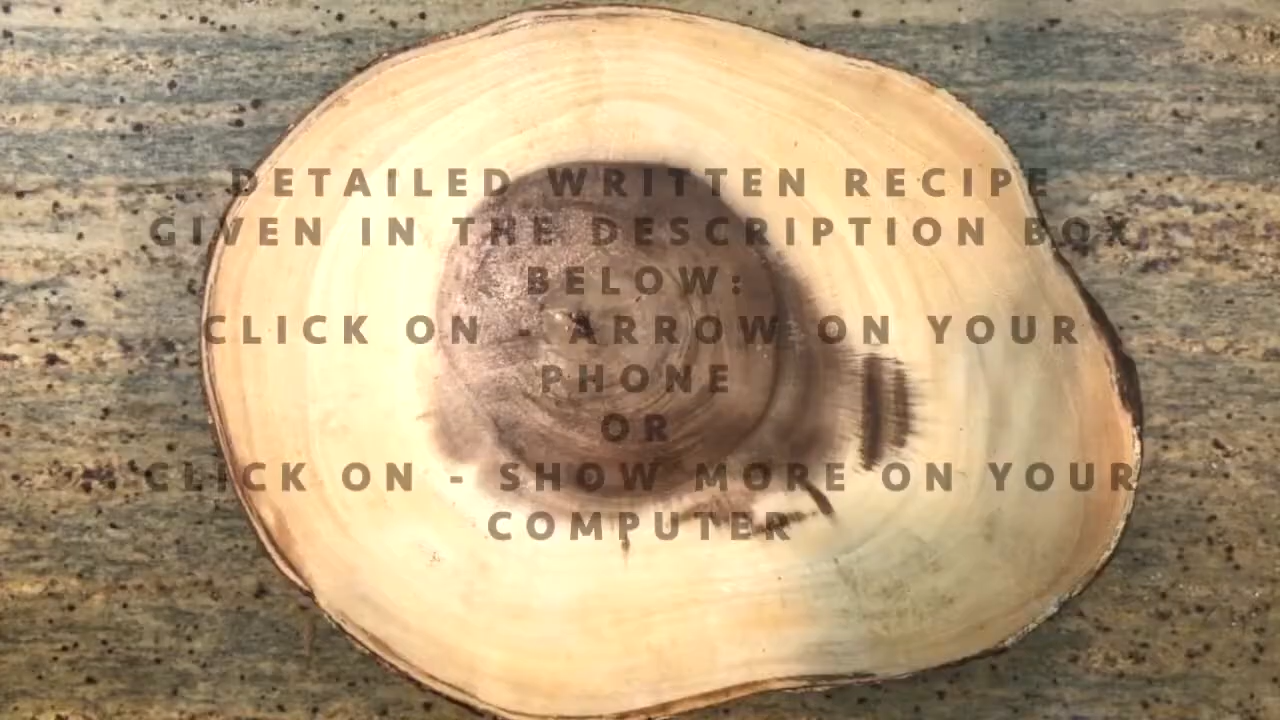 DETAILED WRITTEN RECIPE
GIVEN IN THE DESCRIPTION BOX
BELOW:
CLICK ON - ARROW ON YOUR
PHONE
OR
CLICK ON - SHOW MORE ON YOUR
COMPUTER